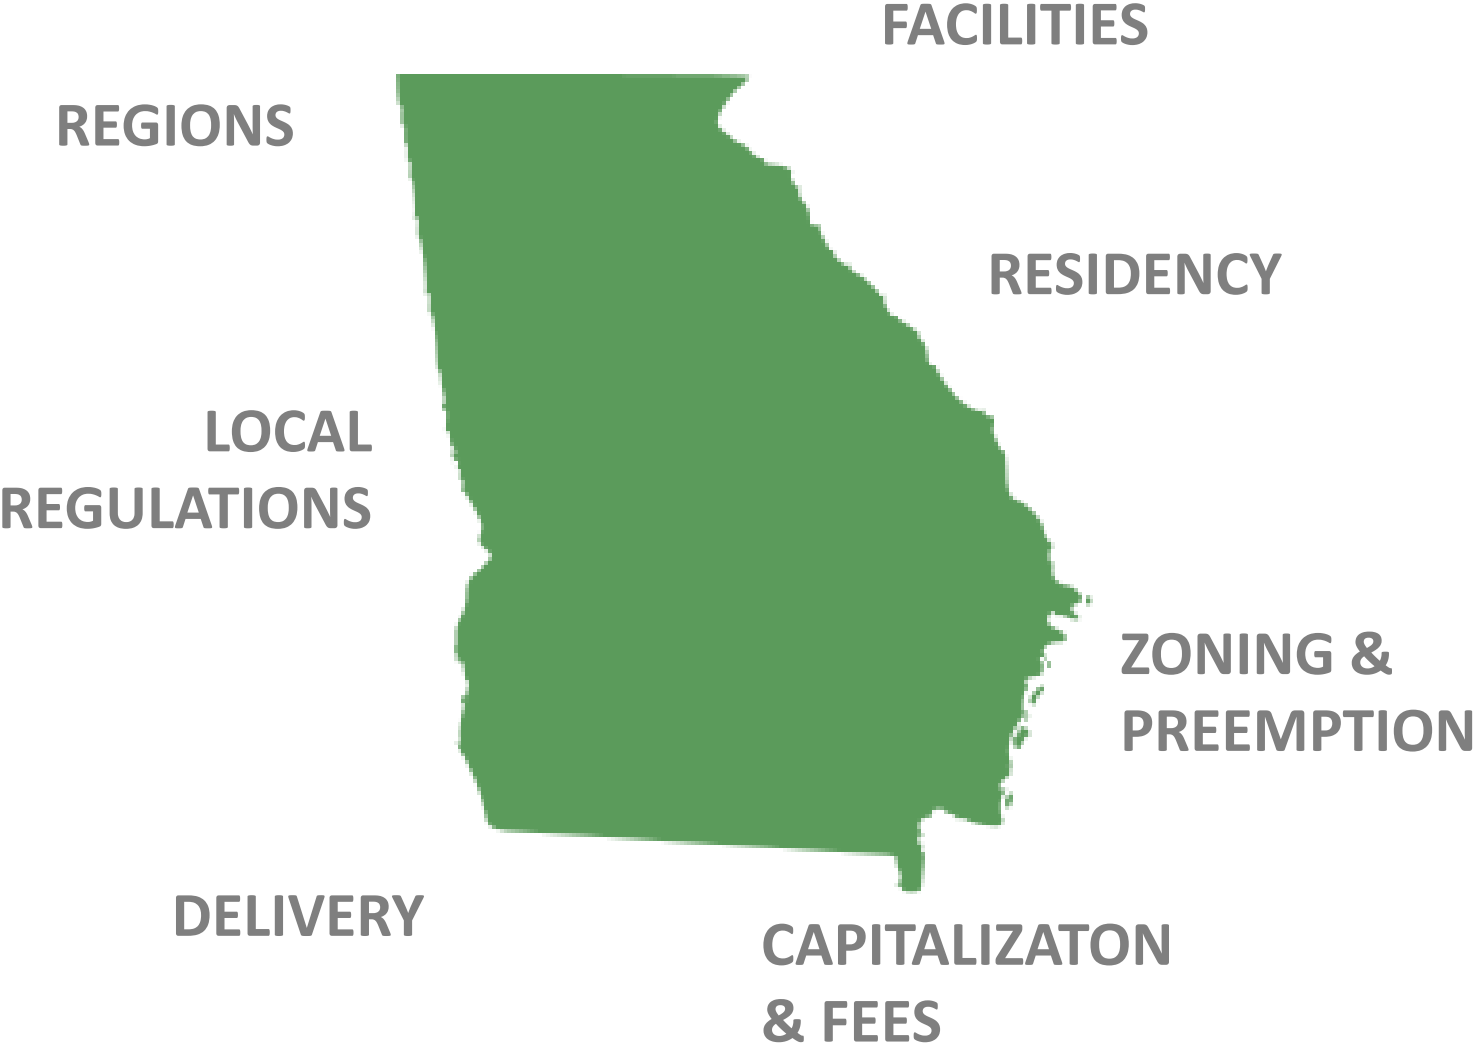 FACILITIES
REGIONS
RESIDENCY
LOCAL
REGULATIONS
ZONING &
PREEMPTION
DELIVERY
CAPITALIZATON
& FEES